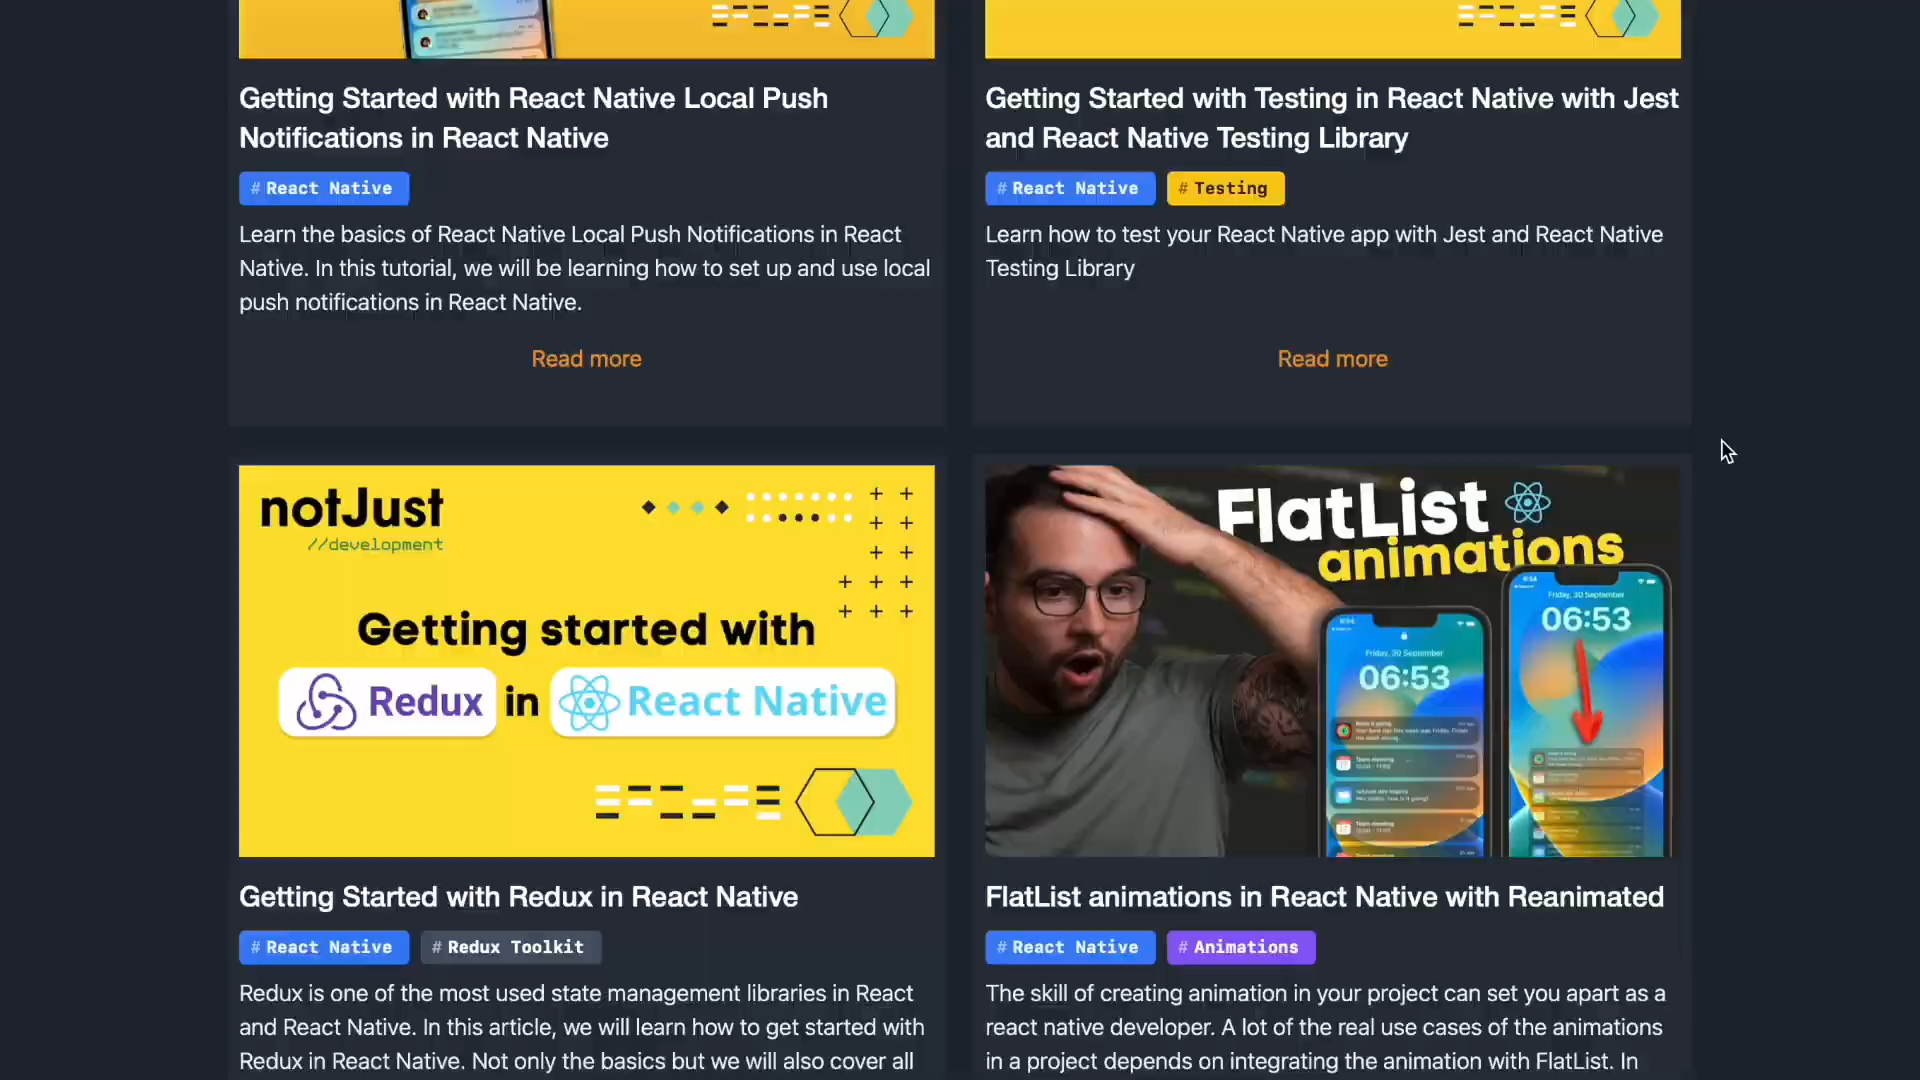 Getting Started with React Native Local Push
Notifications in React Native
# React Native
Learn the basics of React Native Local Push Notifications in React
Native. In this tutorial, we will be learning how to set up and use local
push notifications in React Native.
Read more
Getting Started with Testing in React Native with Jest
and React Native Testing Library
# React Native # Testing
Learn how to test your React Native app with Jest and React Native
Testing Library
Read more
notJust
//development
Getting started with
Redux in React Native
Getting Started with Redux in React Native
# React Native # Redux Toolkit
Redux is one of the most used state management libraries in React
and React Native. In this article, we will learn how to get started with
Redux in React Native. Not only the basics but we will also cover all
FlatList
animations
Friday, 30 September
06:53
Friday, 30 September
06:53
FlatList animations in React Native with Reanimated
# React Native # Animations
The skill of creating animation in your project can set you apart as a
react native developer. A lot of the real use cases of the animations
in a project depends on integrating the animation with FlatList. In